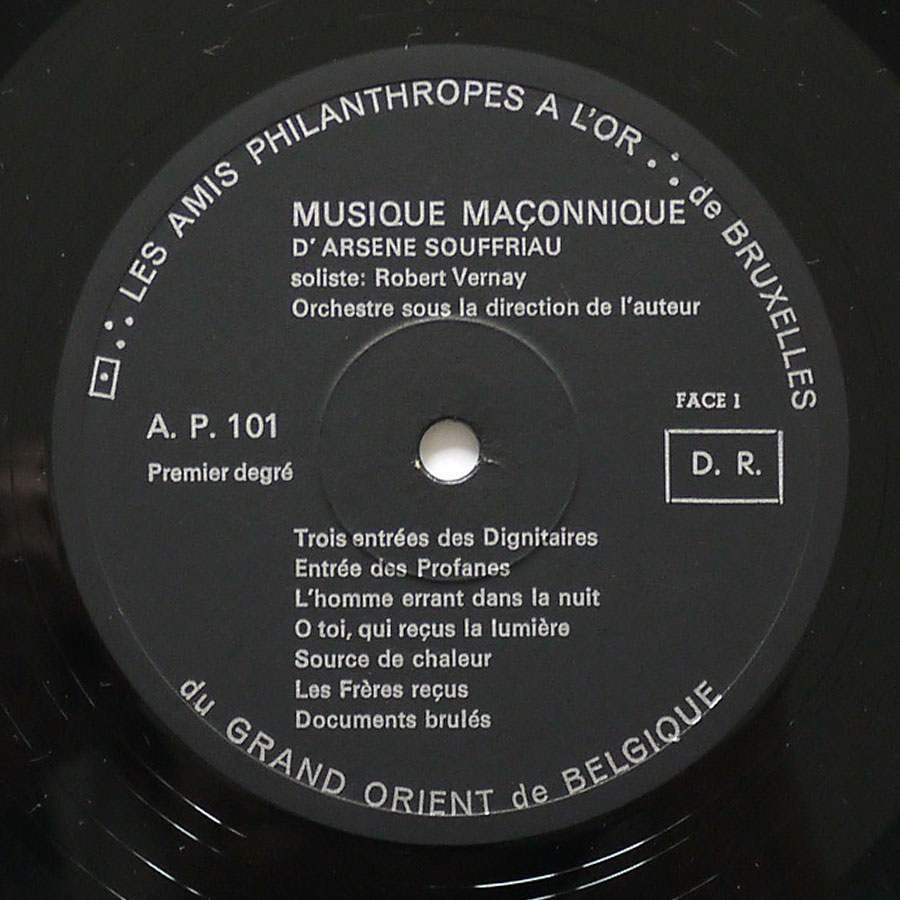 ⊡∴ LES AMIS PHILANTHROPES A L'OR∴ de BRUXELLES
MUSIQUE MAÇONNIQUE
D'ARSENE SOUFFRIAU
soliste: Robert Vernay
Orchestre sous la direction de l'auteur
FACE 1
A. P. 101
D. R.
Premier degré
Trois entrées des Dignitaires
Entrée des Profanes
L'homme errant dans la nuit
O toi, qui reçus la lumière
Source de chaleur
Les Frères reçus
Documents brulés
du GRAND ORIENT de BELGIQUE